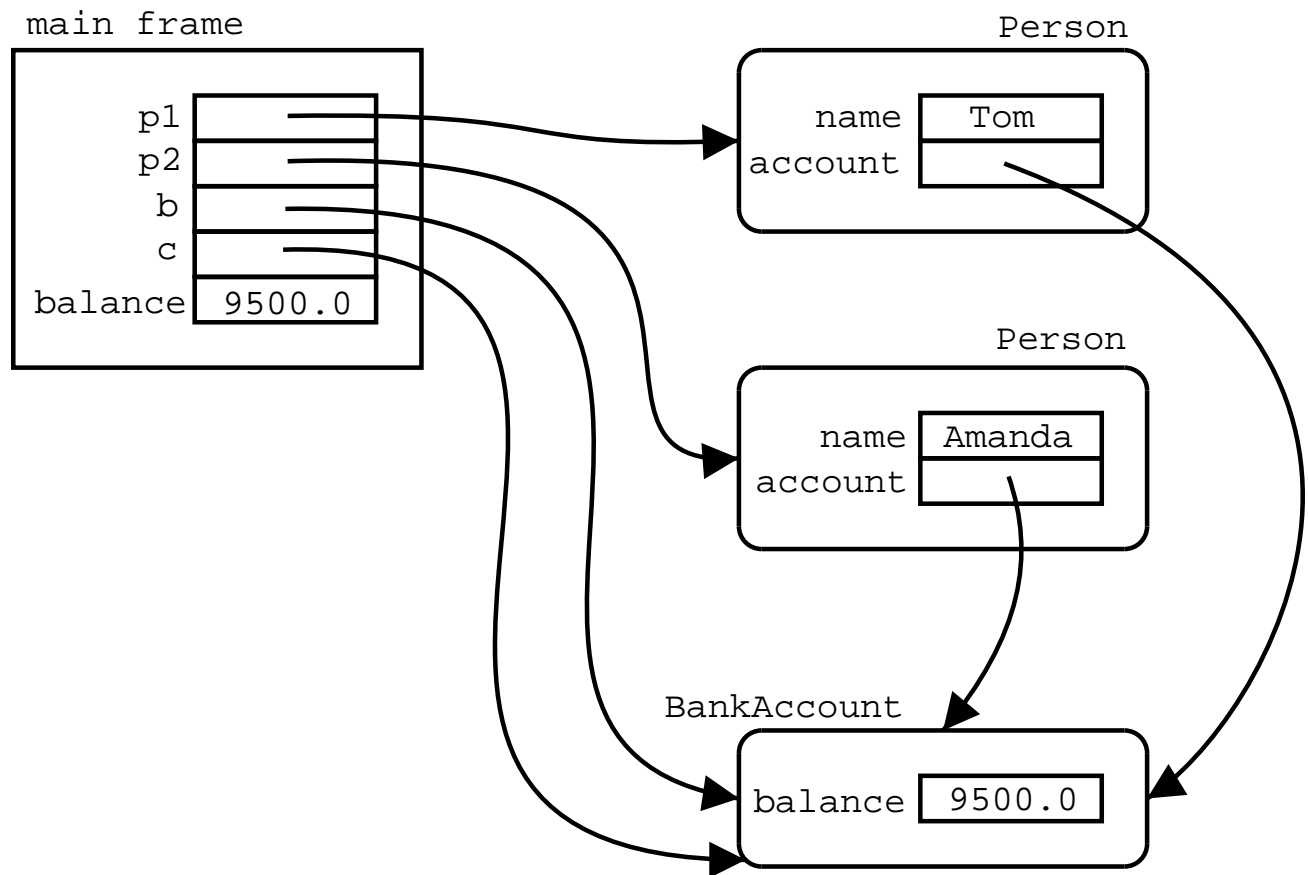 main frame
p1
p2
b
c
balance 9500.0
Person
name Tom
account
Person
name Amanda
account
BankAccount
balance 9500.0